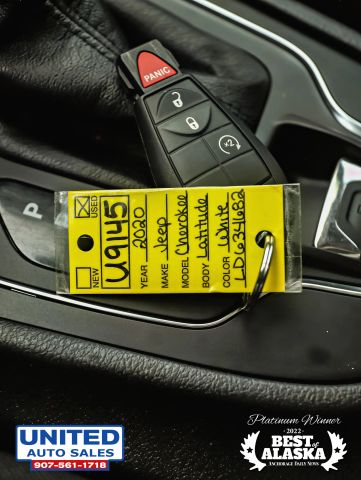 PANIC
x2
P
NEW
USED
U9145
YEAR 2020
MAKE Jeep
MODEL Cherokee
BODY Latitude
COLOR White
LD634682
UNITED
AUTO SALES
907-561-1718
Platinum Winner
2022
BEST of
ALASKA
ANCHORAGE DAILY NEWS